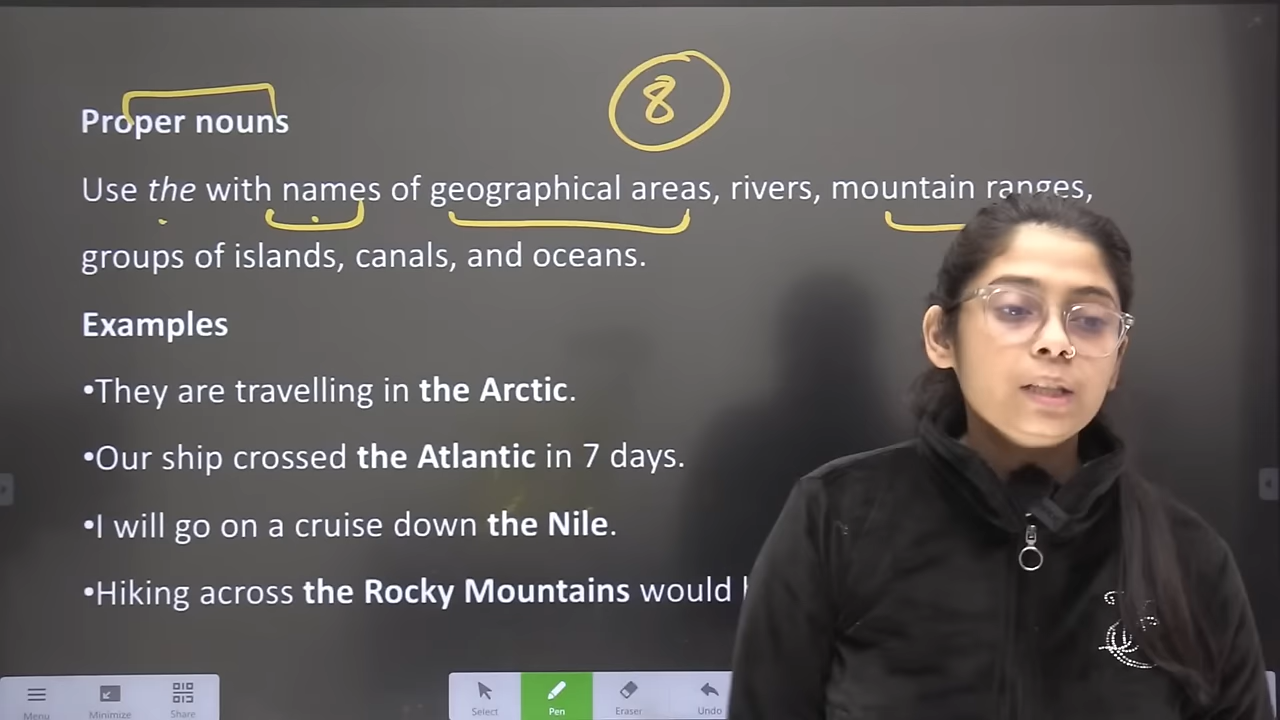 8
Proper nouns
Use the with names of geographical areas, rivers, mountain ranges,
groups of islands, canals, and oceans.
Examples
•They are travelling in the Arctic.
•Our ship crossed the Atlantic in 7 days.
•I will go on a cruise down the Nile.
•Hiking across the Rocky Mountains would
Menu Minimize Share Select Pen Eraser Undo